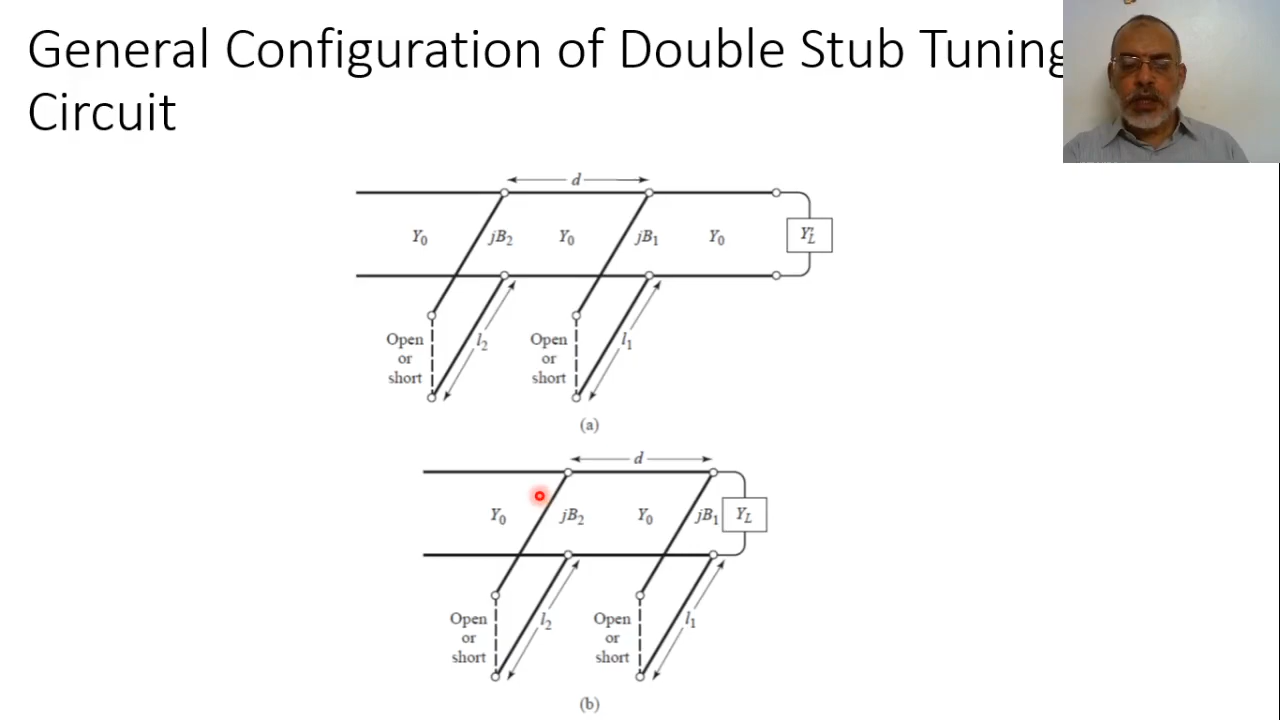 General Configuration of Double Stub Tuning
Circuit
d
Y0 jB2 Y0 jB1 Y0 Y'L
Open or short l2 Open or short l1
(a)
d
Y0 jB2 Y0 jB1 YL
Open or short l2 Open or short l1
(b)